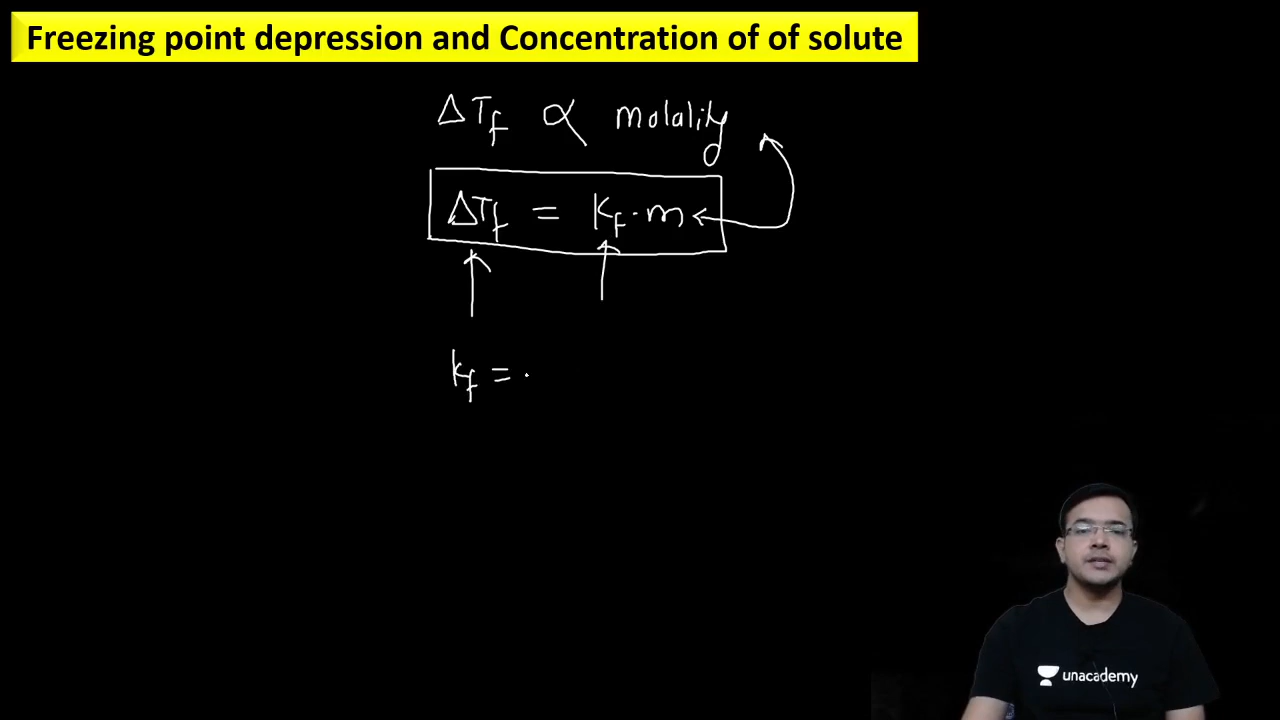 Freezing point depression and Concentration of of solute
ΔTf ∝ molality
ΔTf = Kf · m
Kf = ·
unacademy